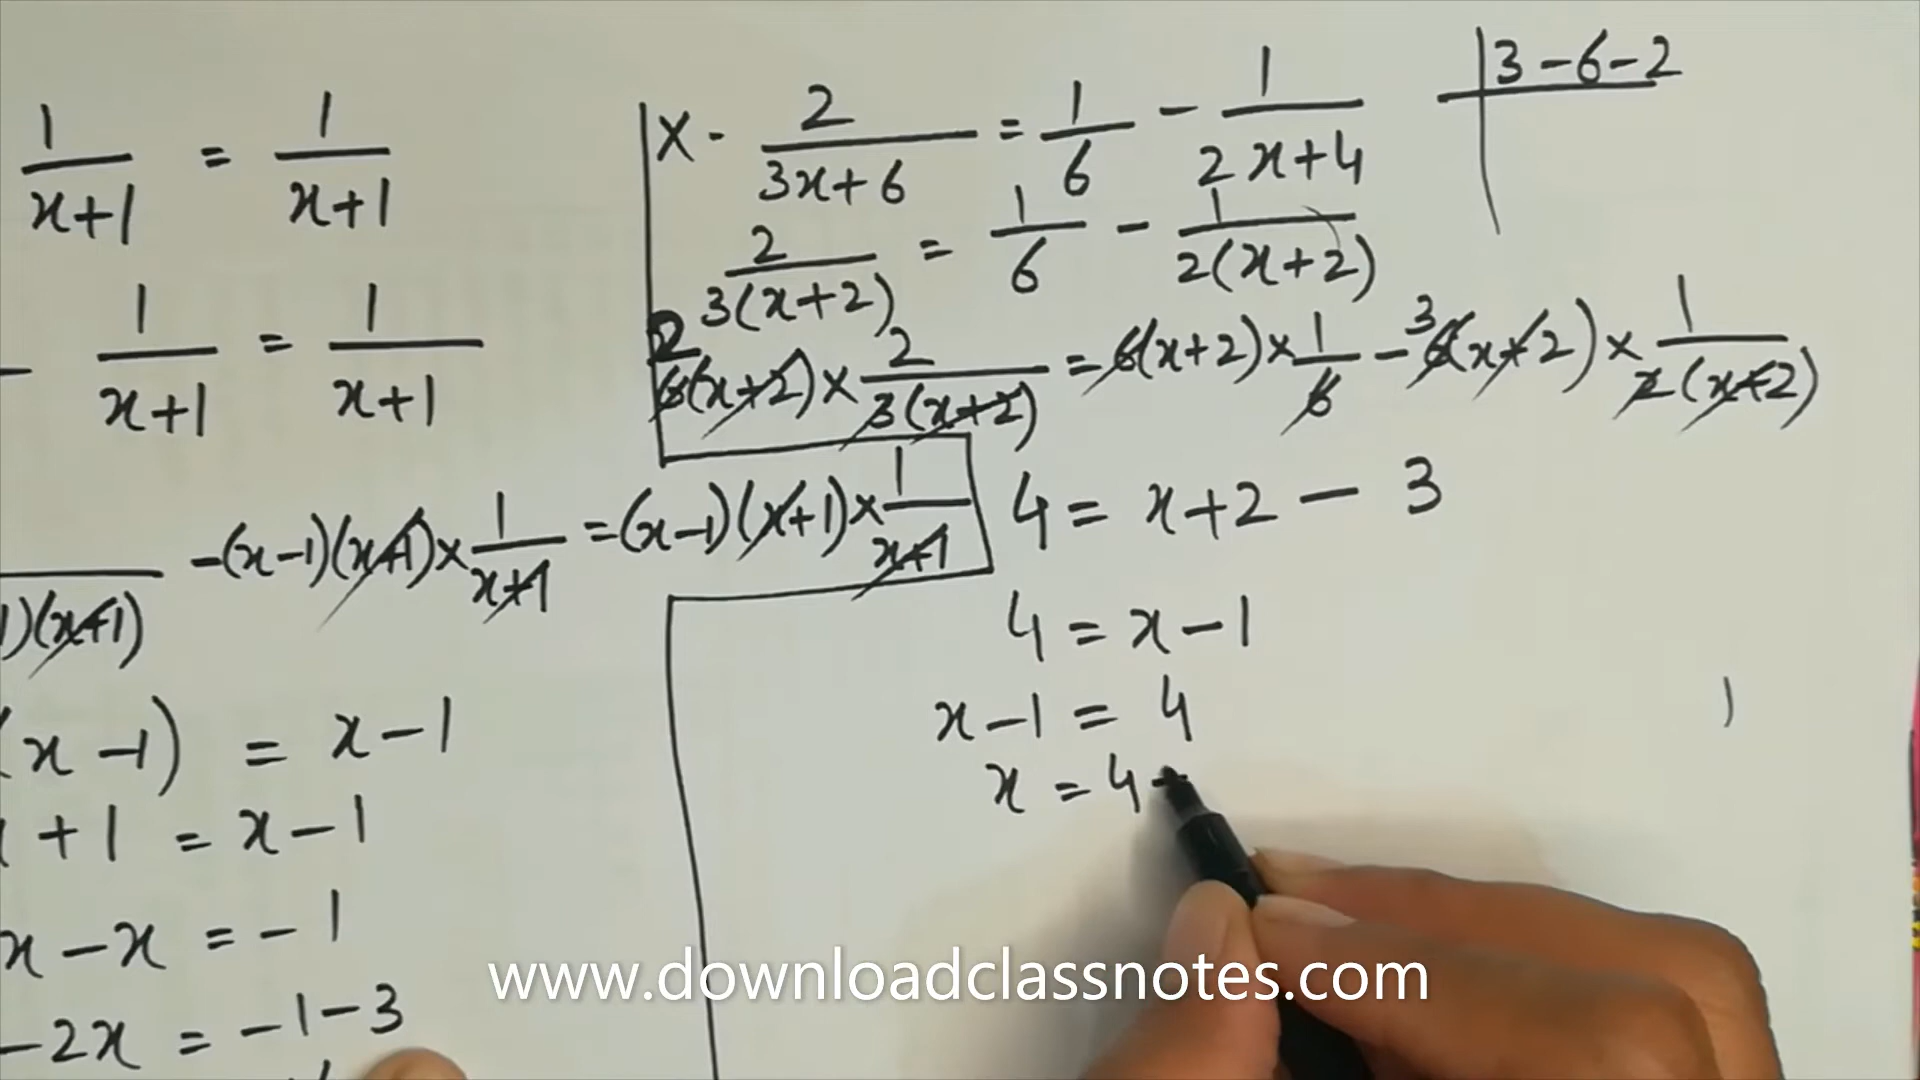 1/(x+1) = 1/(x+1)
1/(x+1) = 1/(x+1)
-(x-1)(x+1)×1/(x+1) =(x-1)(x+1)×1/(x+1)
1)(x+1)
(x-1) = x-1
x+1 = x-1
x-x = -1
-2x = -1-3
x - 2/(3x+6) = 1/6 - 1/(2x+4)
2/(3(x+2)) = 1/6 - 1/(2(x+2))
2 6(x+2)×2/(3(x+2)) = 6(x+2)×1/6 - 3 6(x+2)×1/(2(x+2))
4 = x+2 - 3
4 = x-1
x-1 = 4
x = 4
3-6-2
www.downloadclassnotes.com